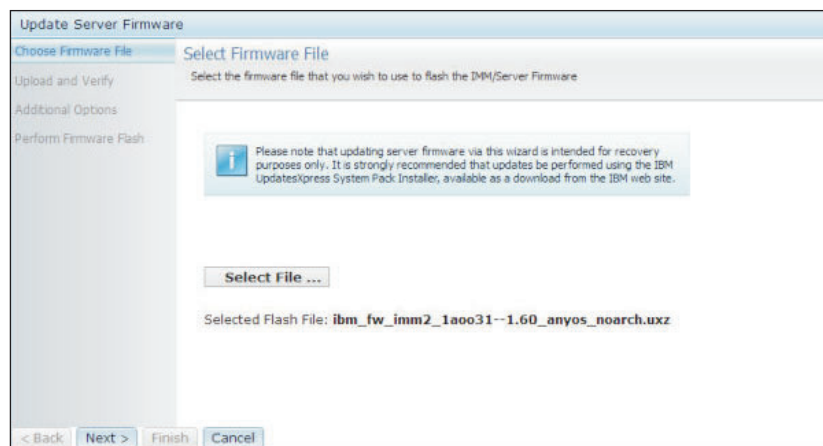 Update Server Firmware
Choose Firmware File
Upload and Verify
Additional Options
Perform Firmware Flash
Select Firmware File
Select the firmware file that you wish to use to flash the IMM/Server Firmware
Please note that updating server firmware via this wizard is intended for recovery
purposes only. It is strongly recommended that updates be performed using the IBM
UpdatesXpress System Pack Installer, available as a download from the IBM web site.
Select File ...
Selected Flash File: ibm_fw_imm2_1aoo31--1.60_anyos_noarch.uxz
< Back Next > Finish Cancel